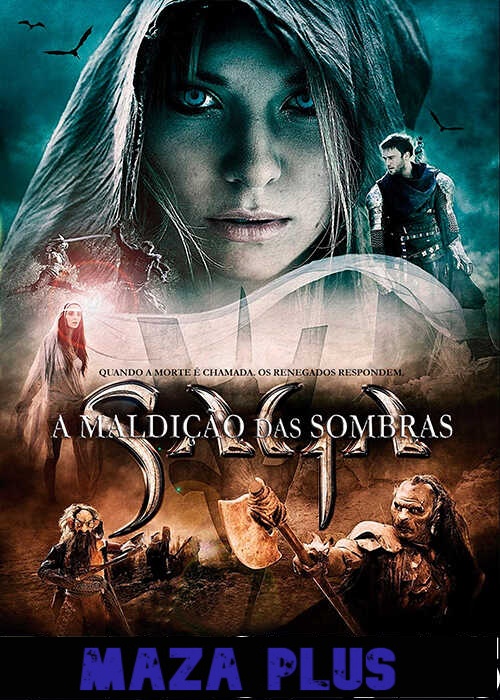 QUANDO A MORTE É CHAMADA. OS RENEGADOS RESPONDEM.
SAGA
A MALDIÇÃO DAS SOMBRAS
MAZA PLUS